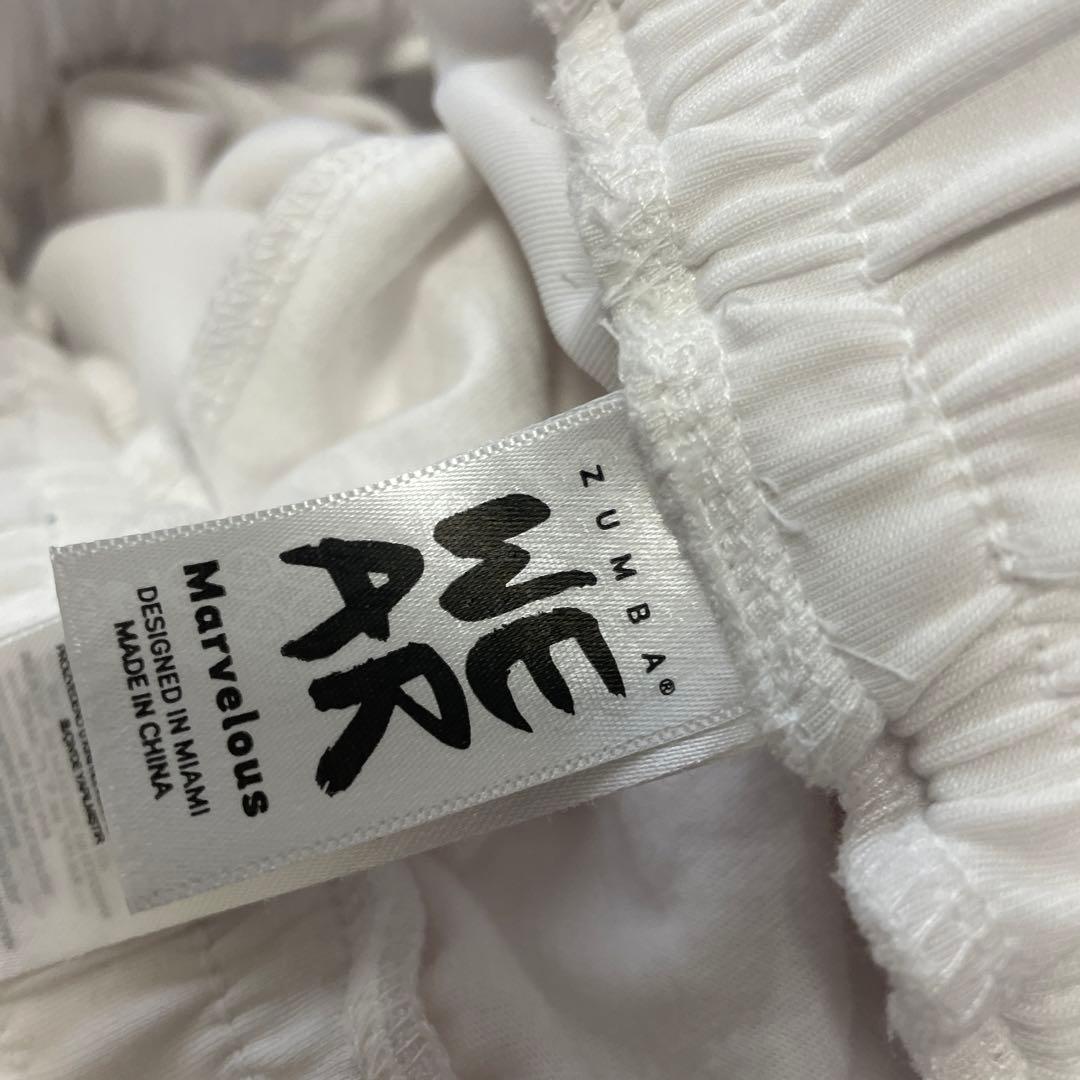 ZUMBA®
WE
AR
Marvelous
DESIGNED IN MIAMI
MADE IN CHINA